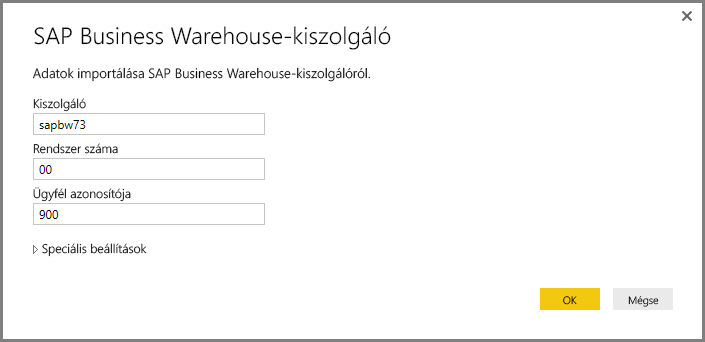 SAP Business Warehouse-kiszolgáló
Adatok importálása SAP Business Warehouse-kiszolgálóról.
Kiszolgáló
sapbw73
Rendszer száma
00
Ügyfél azonosítója
900
Speciális beállítások
OK Mégse